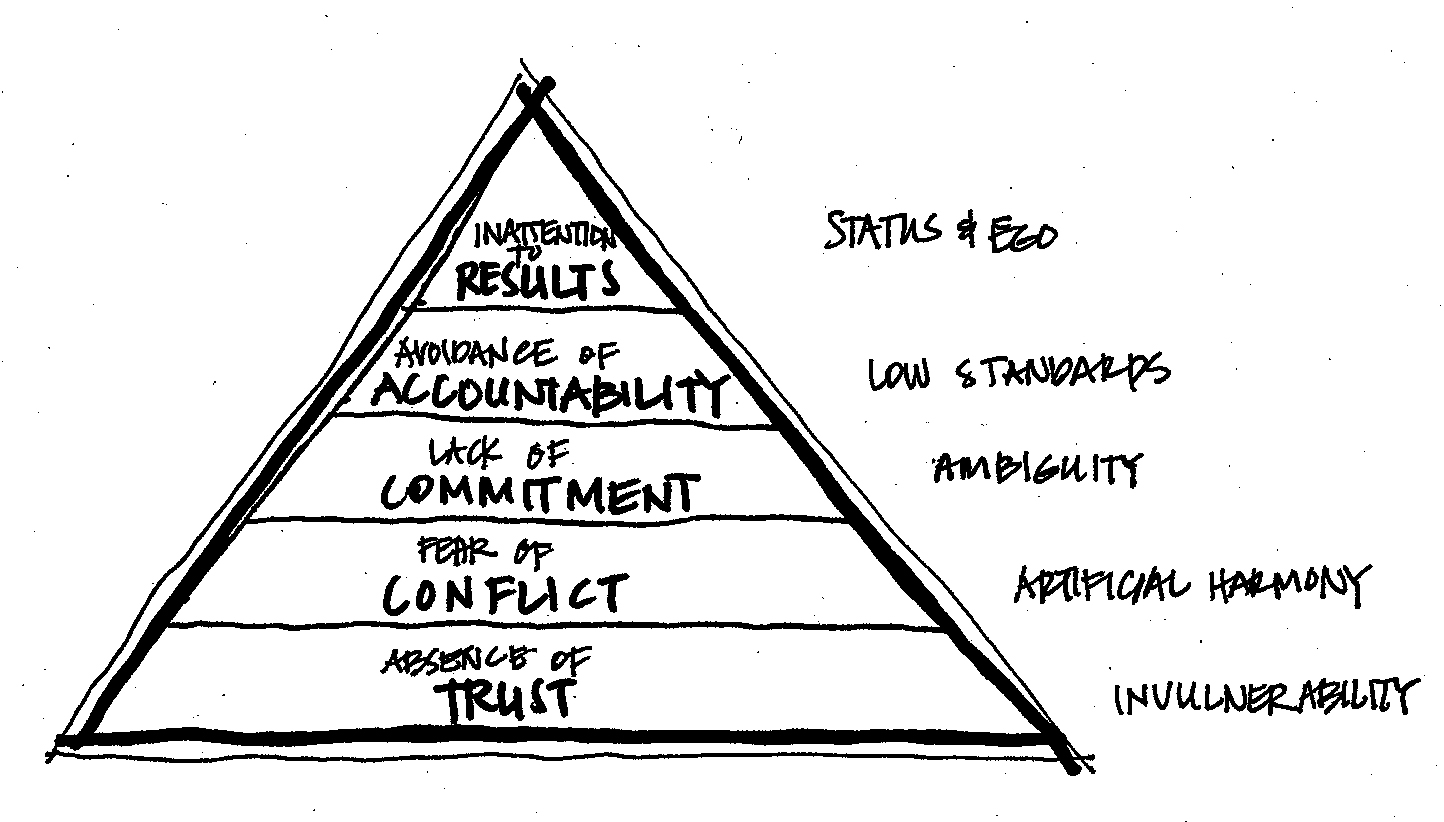 INATTENTION
TO
RESULTS
STATUS & EGO
AVOIDANCE OF
ACCOUNTABILITY
LOW STANDARDS
LACK OF
COMMITMENT
AMBIGUITY
FEAR OF
CONFLICT
ARTIFICIAL HARMONY
ABSENCE OF
TRUST
INVULNERABILITY